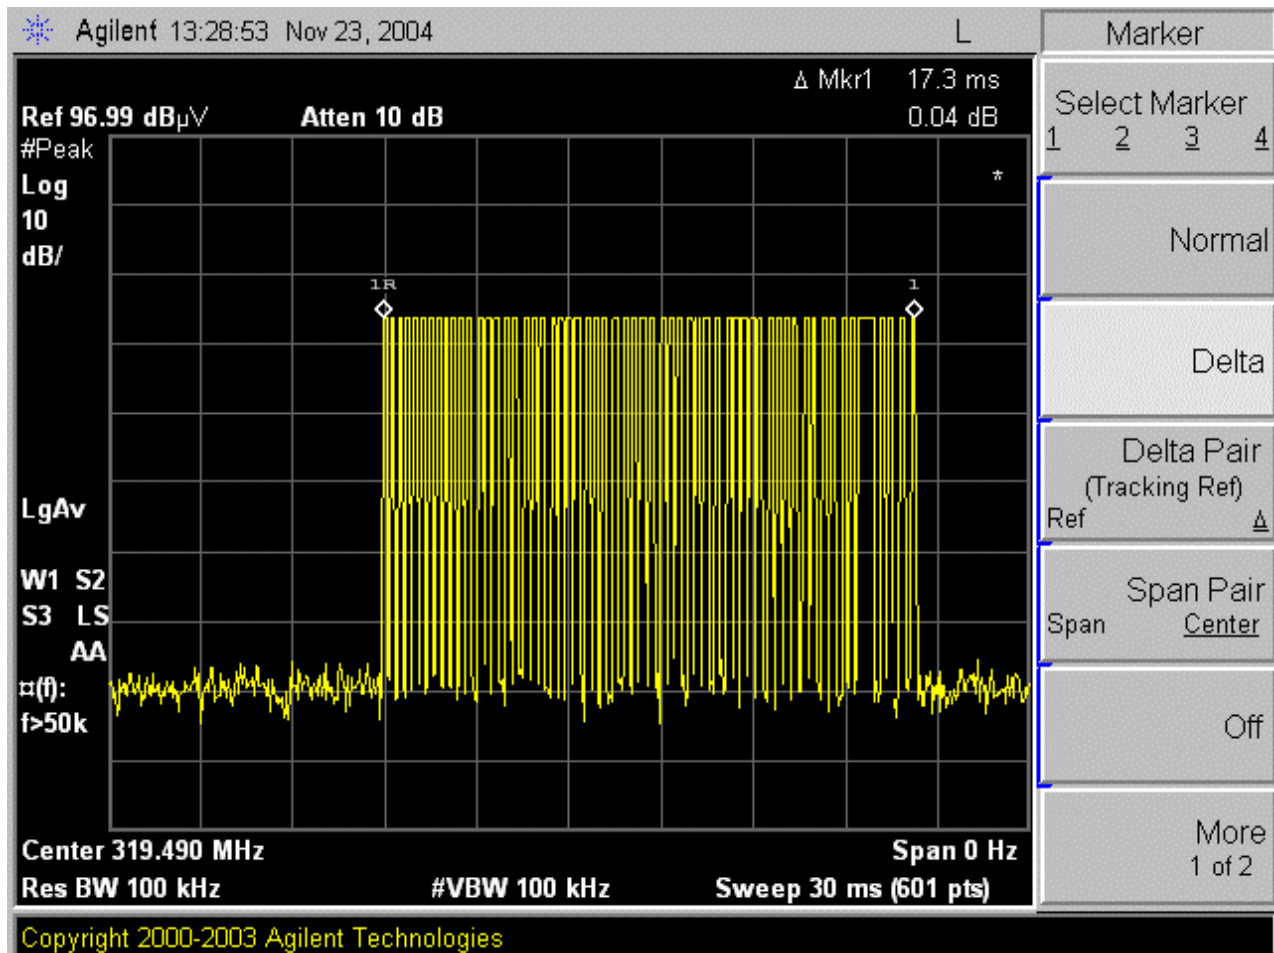 Agilent 13:28:53 Nov 23, 2004 L
Δ Mkr1 17.3 ms
Ref 96.99 dBµV Atten 10 dB 0.04 dB
#Peak
Log
10
dB/
*
1R 1
LgAv
W1 S2
S3 LS
AA
¤(f):
f>50k
Center 319.490 MHz Span 0 Hz
Res BW 100 kHz #VBW 100 kHz Sweep 30 ms (601 pts)
Copyright 2000-2003 Agilent Technologies
Marker
Select Marker
1 2 3 4
Normal
Delta
Delta Pair
(Tracking Ref)
Ref Δ
Span Pair
Span Center
Off
More
1 of 2